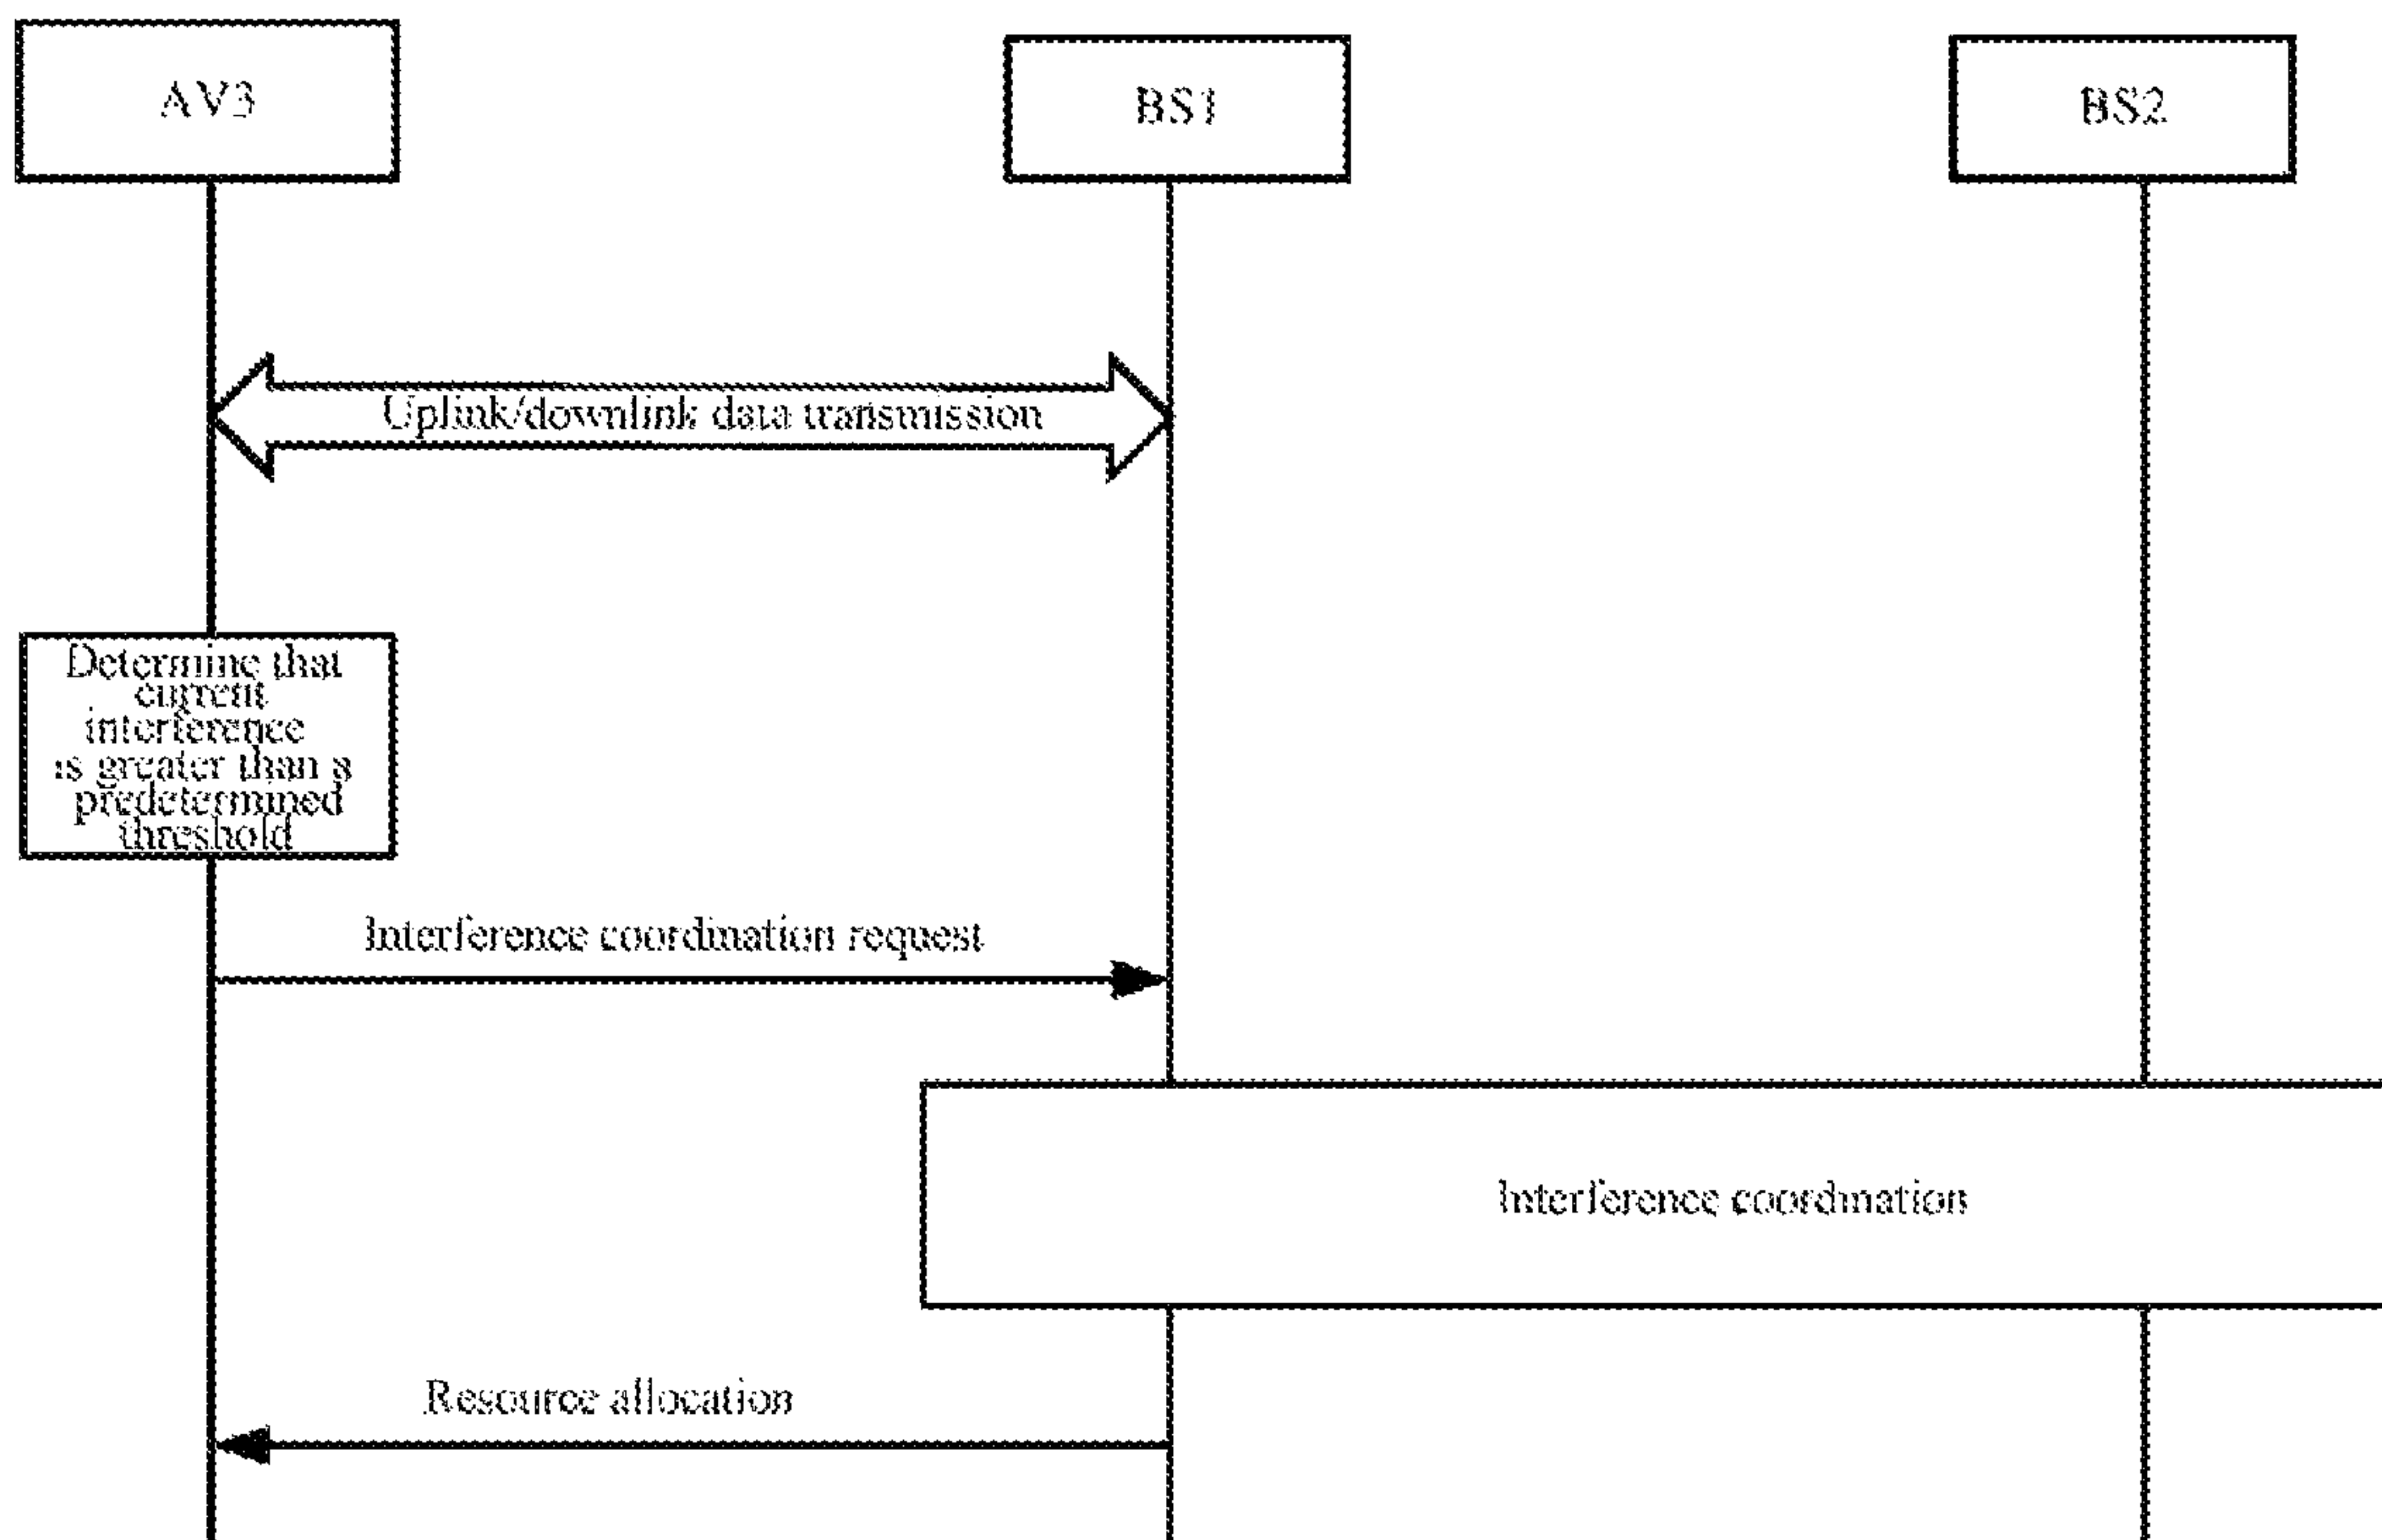 AV3
BS1
BS2
Uplink/downlink data transmission
Determine that
current
interference
is greater than a
predetermined
threshold
Interference coordination request
Interference coordination
Resource allocation